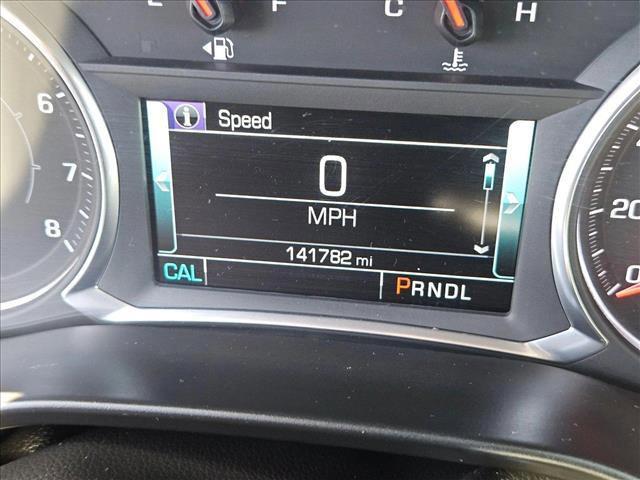 E F C H
i Speed
6
0
7
MPH
20
8
141782 mi
0
CAL PRNDL